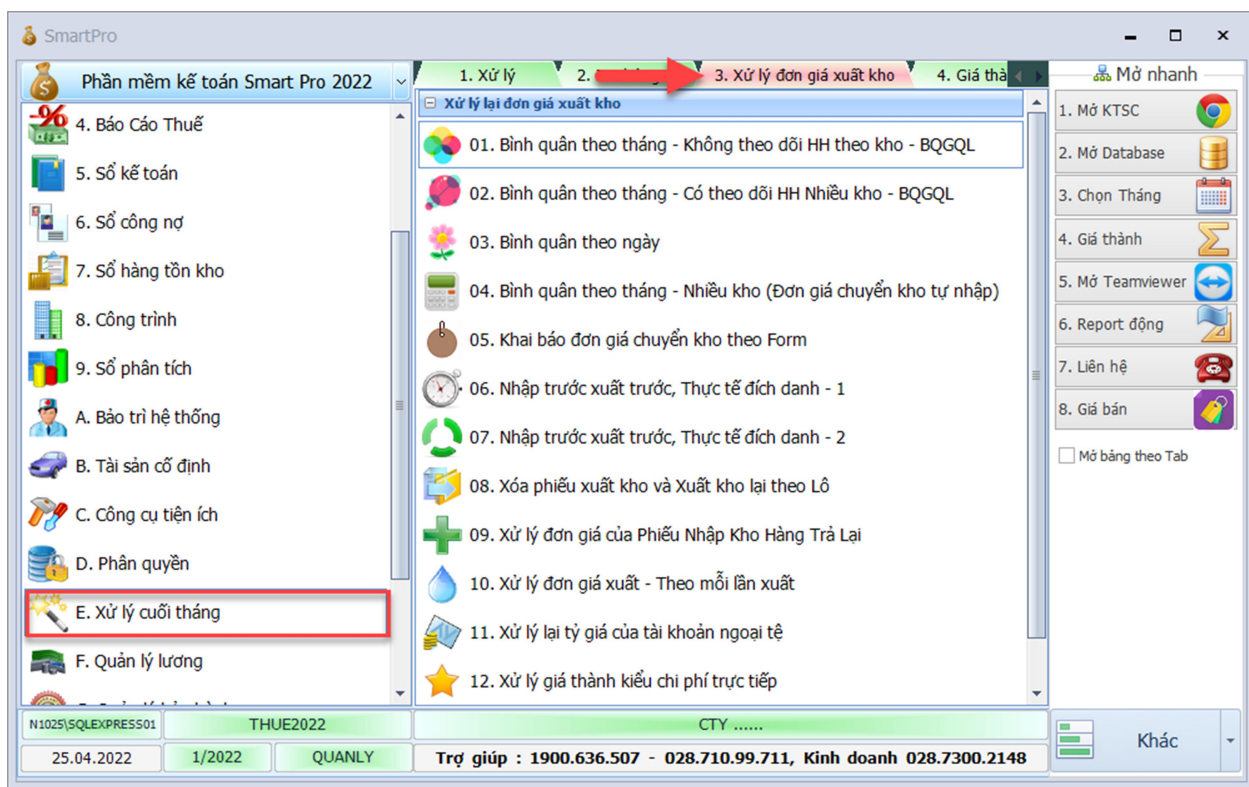 SmartPro
Phần mềm kế toán Smart Pro 2022
4. Báo Cáo Thuế
5. Sổ kế toán
6. Sổ công nợ
7. Sổ hàng tồn kho
8. Công trình
9. Sổ phân tích
A. Bảo trì hệ thống
B. Tài sản cố định
C. Công cụ tiện ích
D. Phân quyền
E. Xử lý cuối tháng
F. Quản lý lương
1. Xử lý
2.
3. Xử lý đơn giá xuất kho
4. Giá thà
Xử lý lại đơn giá xuất kho
01. Bình quân theo tháng - Không theo dõi HH theo kho - BQGQL
02. Bình quân theo tháng - Có theo dõi HH Nhiều kho - BQGQL
03. Bình quân theo ngày
04. Bình quân theo tháng - Nhiều kho (Đơn giá chuyển kho tự nhập)
05. Khai báo đơn giá chuyển kho theo Form
06. Nhập trước xuất trước, Thực tế đích danh - 1
07. Nhập trước xuất trước, Thực tế đích danh - 2
08. Xóa phiếu xuất kho và Xuất kho lại theo Lô
09. Xử lý đơn giá của Phiếu Nhập Kho Hàng Trả Lại
10. Xử lý đơn giá xuất - Theo mỗi lần xuất
11. Xử lý lại tỷ giá của tài khoản ngoại tệ
12. Xử lý giá thành kiểu chi phí trực tiếp
Mở nhanh
1. Mở KTSC
2. Mở Database
3. Chọn Tháng
4. Giá thành
5. Mở Teamviewer
6. Report động
7. Liên hệ
8. Giá bán
Mở bảng theo Tab
N1025\SQLEXPRESS01
THUE2022
CTY ......
25.04.2022
1/2022
QUANLY
Trợ giúp : 1900.636.507 - 028.710.99.711, Kinh doanh 028.7300.2148
Khác